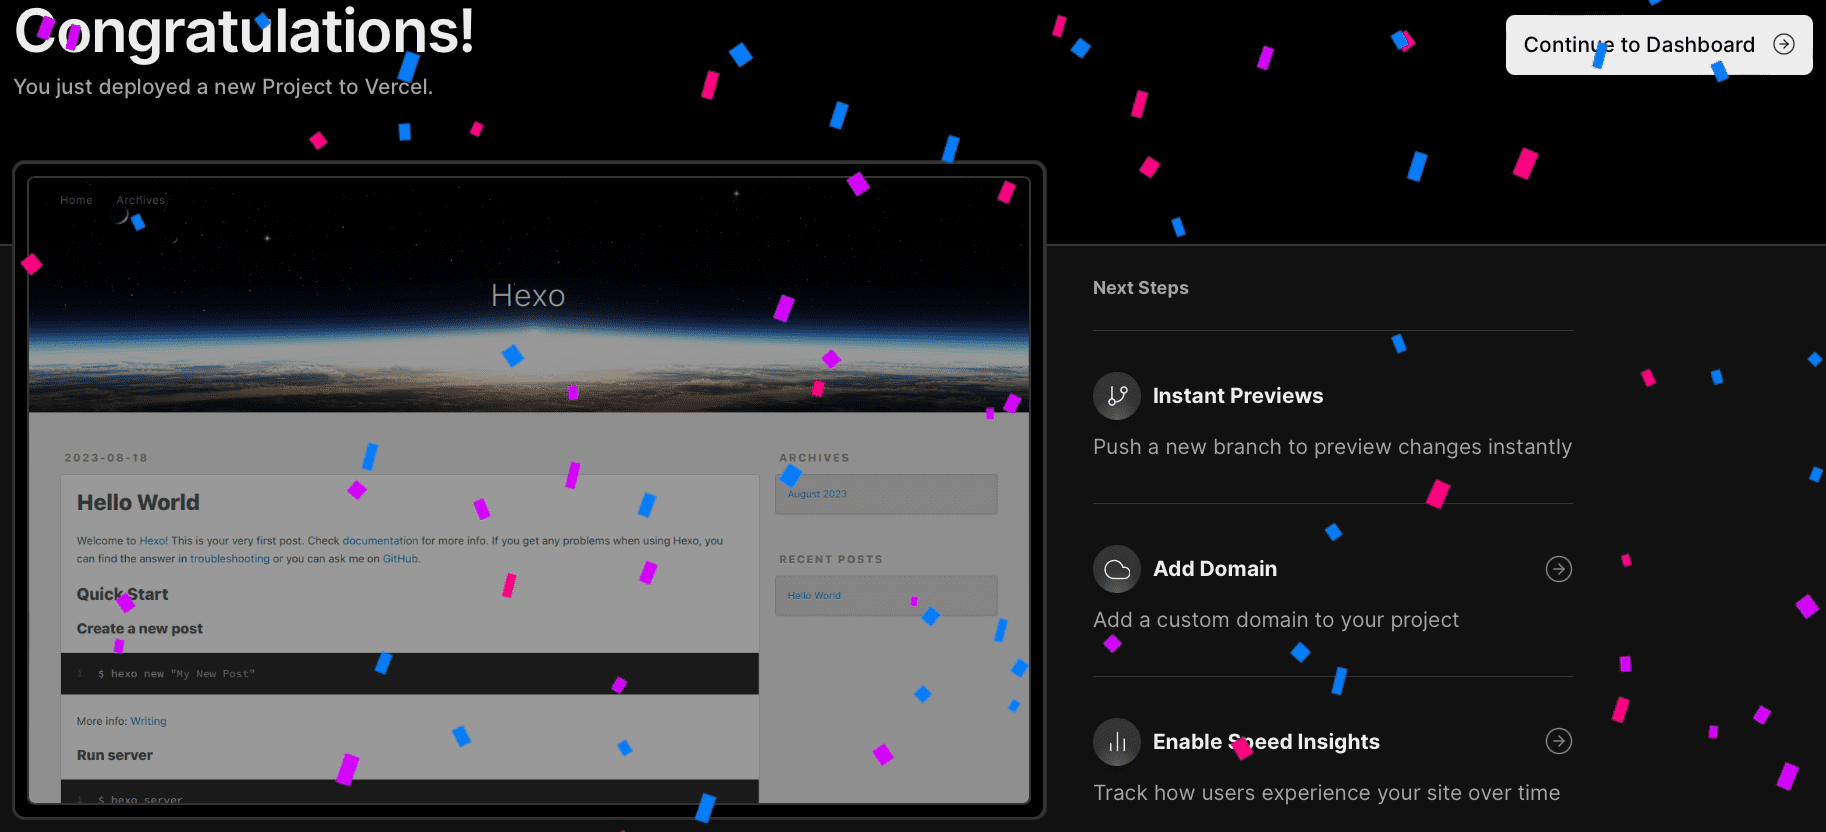 Congratulations!
You just deployed a new Project to Vercel.
Continue to Dashboard
Home Archives
Hexo
2023-08-18
Hello World
Welcome to Hexo! This is your very first post. Check documentation for more info. If you get any problems when using Hexo, you
can find the answer in troubleshooting or you can ask me on GitHub.
Quick Start
Create a new post
1 $ hexo new "My New Post"
More info: Writing
Run server
1 $ hexo server
ARCHIVES
August 2023
RECENT POSTS
Hello World
Next Steps
Instant Previews
Push a new branch to preview changes instantly
Add Domain
Add a custom domain to your project
Enable Speed Insights
Track how users experience your site over time